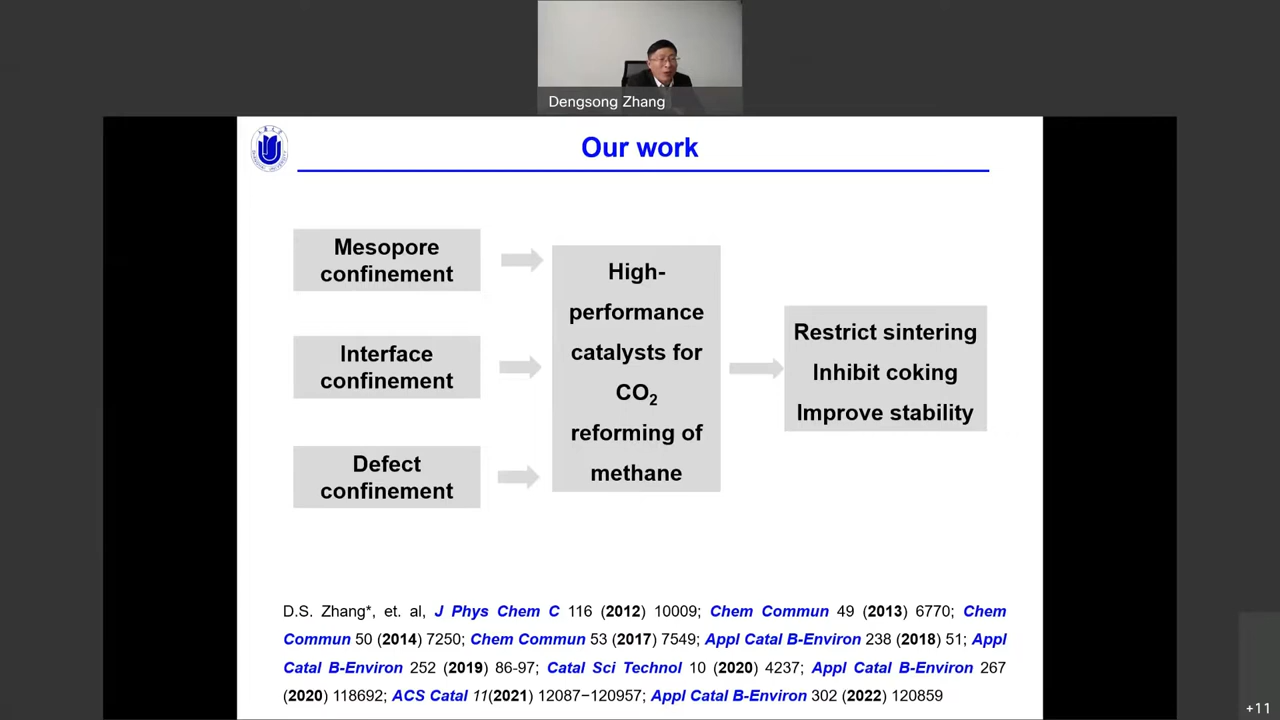 Dengsong Zhang
Our work
Mesopore
confinement
Interface
confinement
Defect
confinement
High-
performance
catalysts for
CO₂
reforming of
methane
Restrict sintering
Inhibit coking
Improve stability
D.S. Zhang*, et. al, J Phys Chem C 116 (2012) 10009; Chem Commun 49 (2013) 6770; Chem
Commun 50 (2014) 7250; Chem Commun 53 (2017) 7549; Appl Catal B-Environ 238 (2018) 51; Appl
Catal B-Environ 252 (2019) 86-97; Catal Sci Technol 10 (2020) 4237; Appl Catal B-Environ 267
(2020) 118692; ACS Catal 11(2021) 12087−120957; Appl Catal B-Environ 302 (2022) 120859
+11